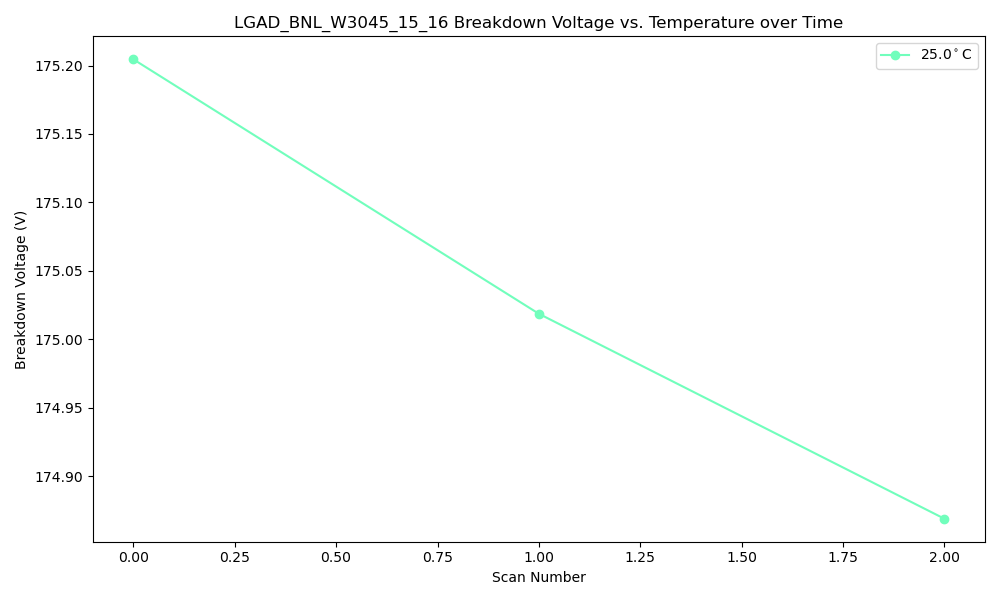 LGAD_BNL_W3045_15_16 Breakdown Voltage vs. Temperature over Time
25.0°C
175.20
175.15
175.10
175.05
175.00
174.95
174.90
Breakdown Voltage (V)
0.00 0.25 0.50 0.75 1.00 1.25 1.50 1.75 2.00
Scan Number